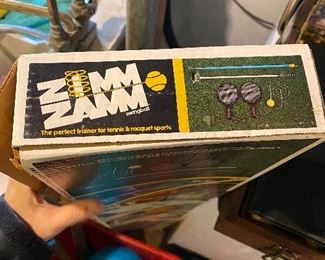 ZIMM
ZAMM
swingball
The perfect trainer for tennis & racquet sports